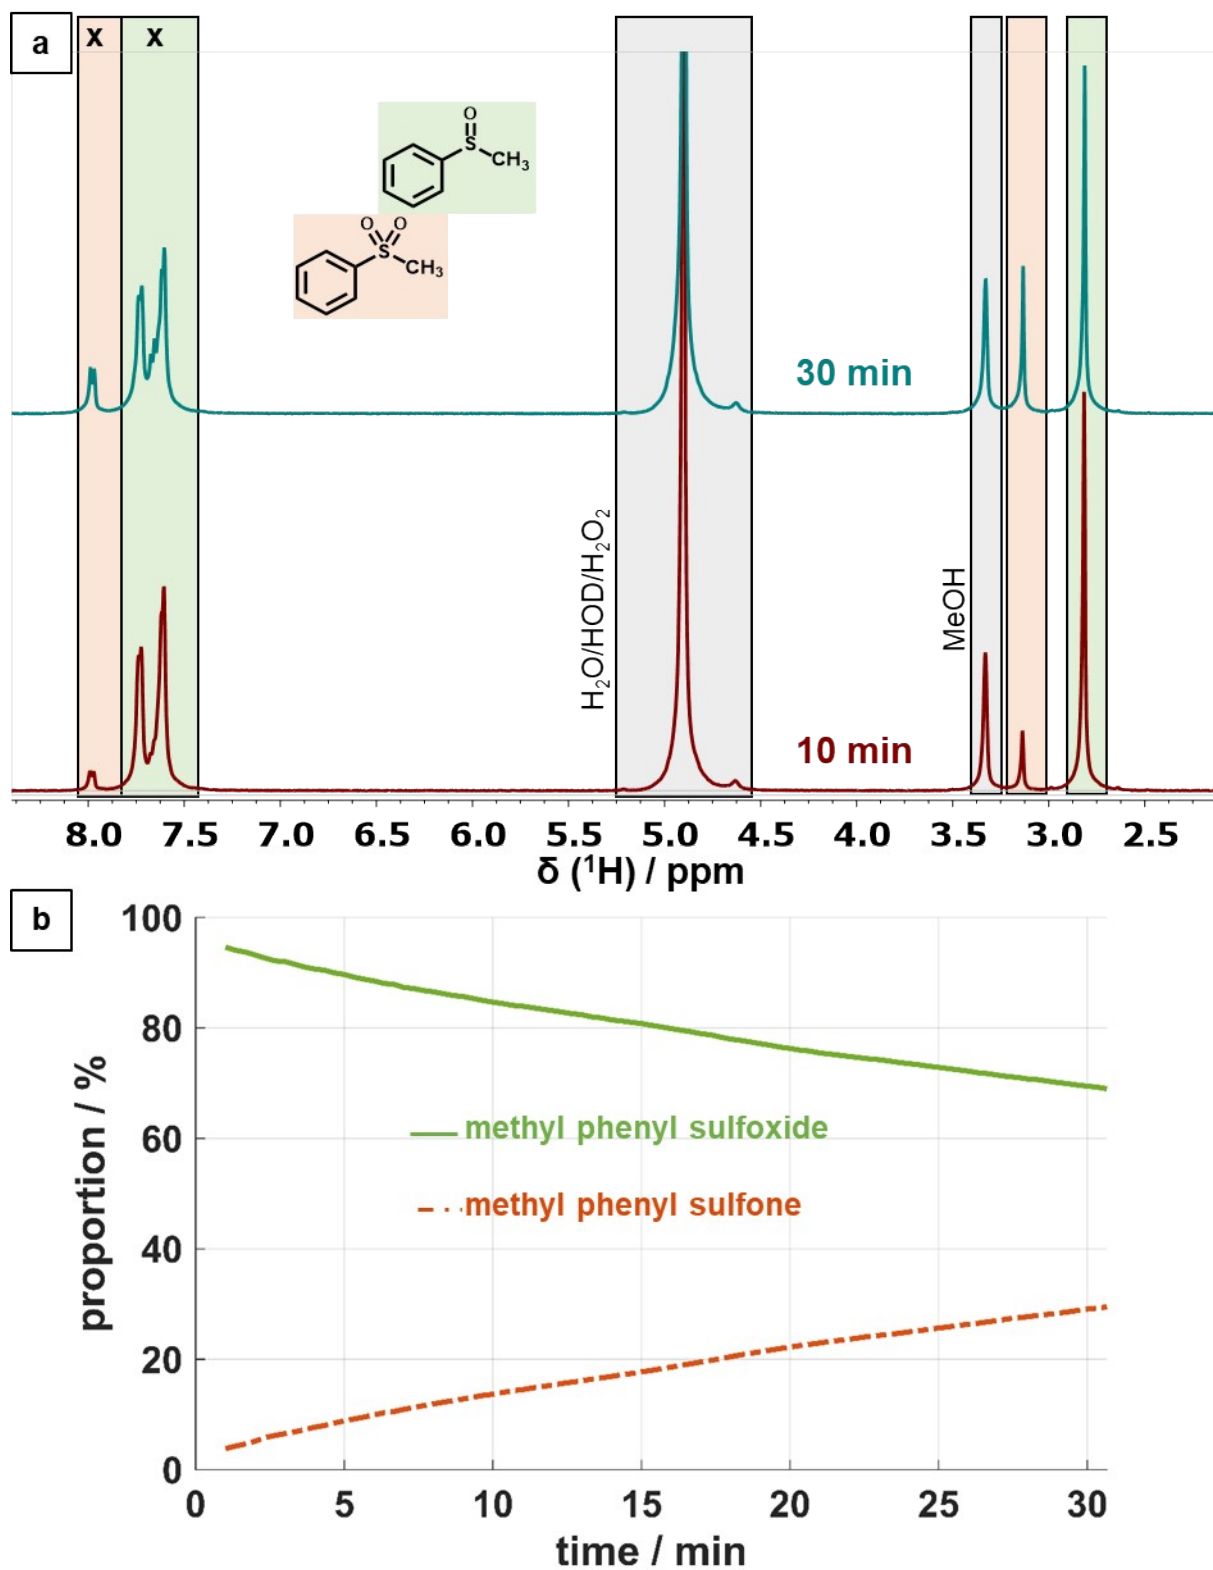 a
x x
O
S
CH₃
O O
S
CH₃
30 min
H₂O/HOD/H₂O₂
MeOH
10 min
8.0 7.5 7.0 6.5 6.0 5.5 5.0 4.5 4.0 3.5 3.0 2.5
δ (¹H) / ppm
b
100
80
60
40
20
0
proportion / %
methyl phenyl sulfoxide
methyl phenyl sulfone
0 5 10 15 20 25 30
time / min